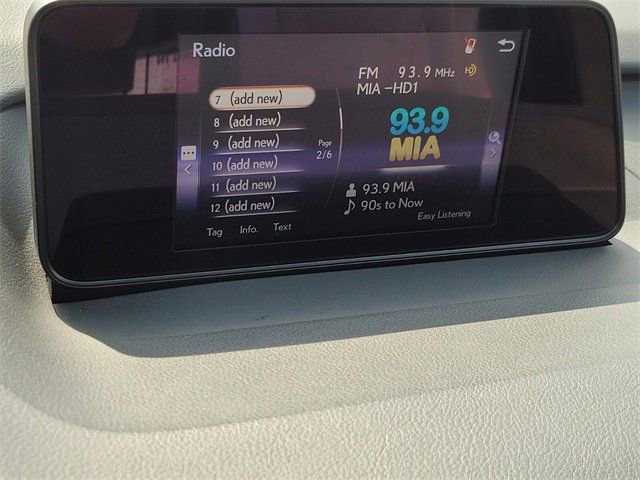 Radio
FM 93.9 MHz HD
MIA -HD1
7 (add new)
8 (add new)
9 (add new)
10 (add new)
11 (add new)
12 (add new)
Page
2/6
93.9
MIA
93.9 MIA
90s to Now
Easy Listening
Tag Info. Text